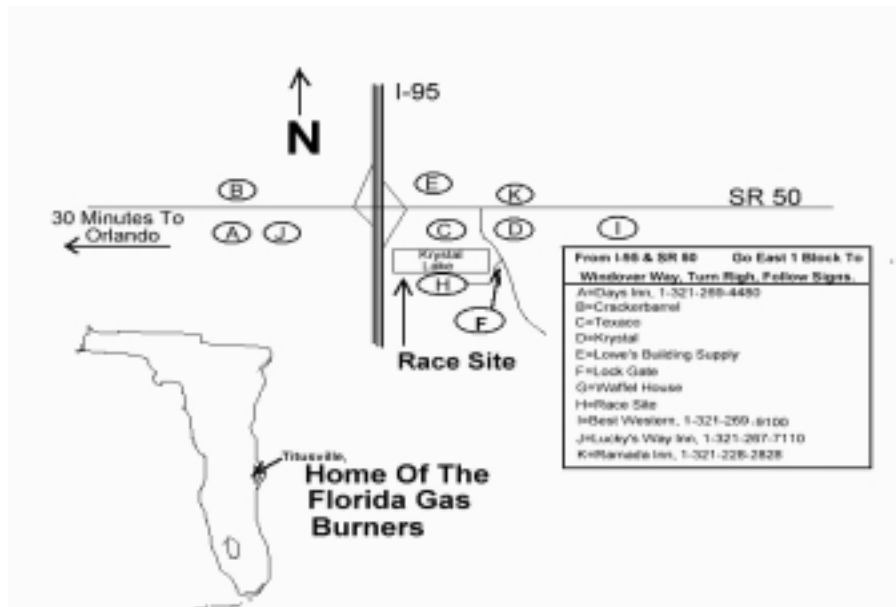 I-95
N
B
E
K
SR 50
30 Minutes To
Orlando
A
J
C
D
I
Krystal
Lake
H
F
Race Site
From I-95 & SR 50 Go East 1 Block To
Windover Way, Turn Righ, Follow Signs.
A=Days Inn, 1-321-269-4480
B=Crackerbarrel
C=Texaco
D=Krystal
E=Lowe's Building Supply
F=Lock Gate
G=Waffel House
H=Race Site
I=Best Western, 1-321-269-9100
J=Lucky's Way Inn, 1-321-267-7110
K=Ramada Inn, 1-321-228-2828
Titusville,
Home Of The
Florida Gas
Burners